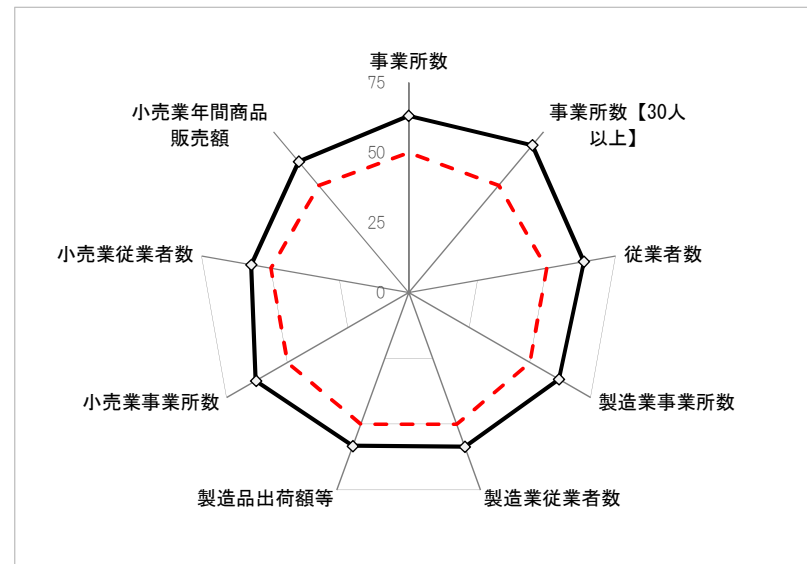 事業所数
75
小売業年間商品
販売額
事業所数【30人
以上】
50
25
小売業従業者数
従業者数
0
小売業事業所数
製造業事業所数
製造品出荷額等
製造業従業者数